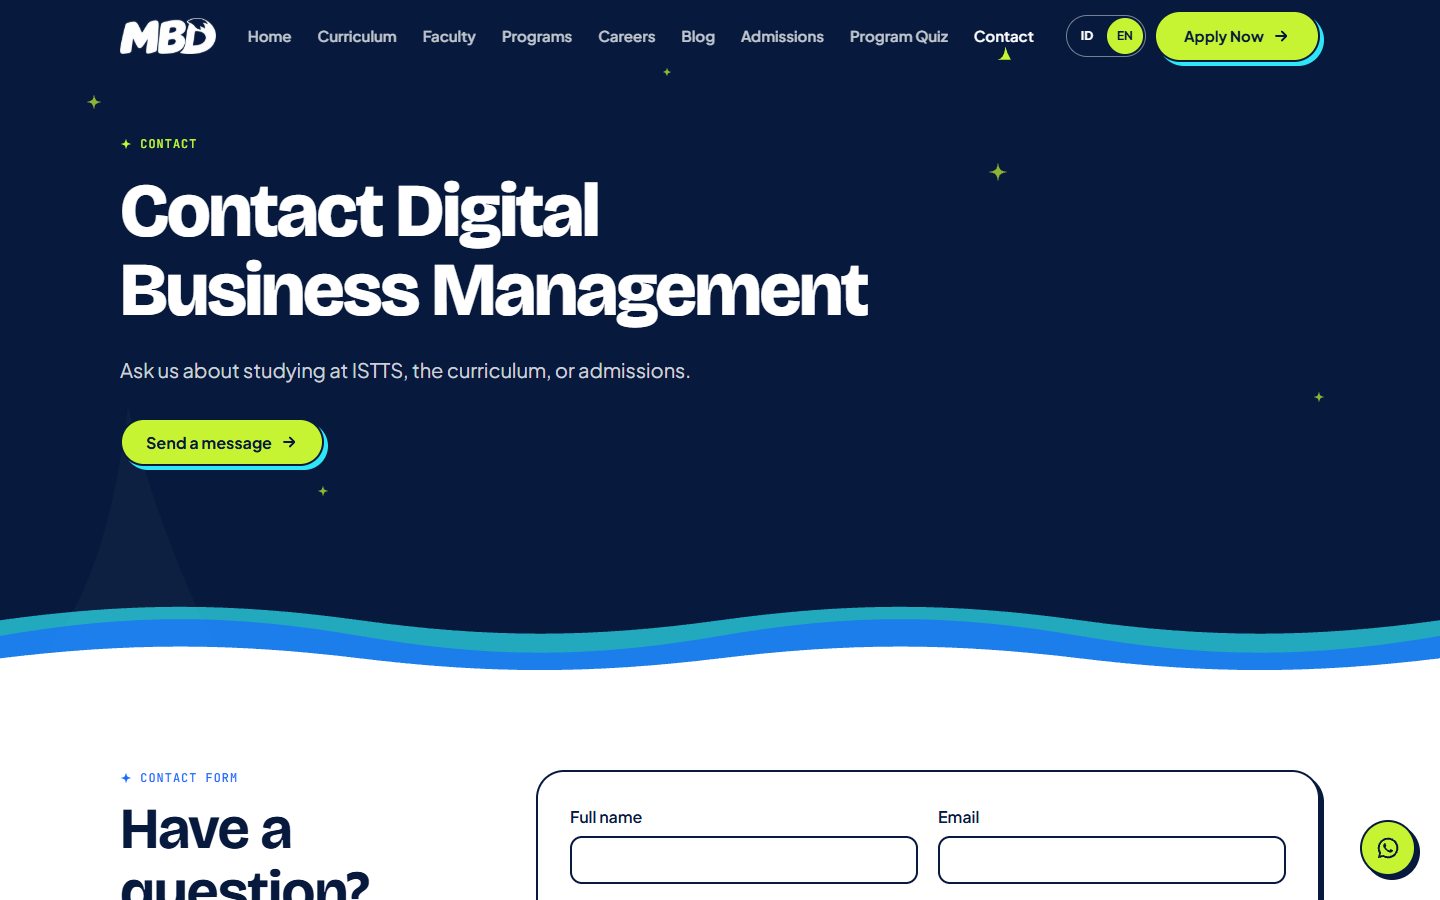 MBD
Home
Curriculum
Faculty
Programs
Careers
Blog
Admissions
Program Quiz
Contact
ID
EN
Apply Now
CONTACT
Contact Digital
Business Management
Ask us about studying at ISTTS, the curriculum, or admissions.
Send a message
CONTACT FORM
Have a
question?
Full name
Email